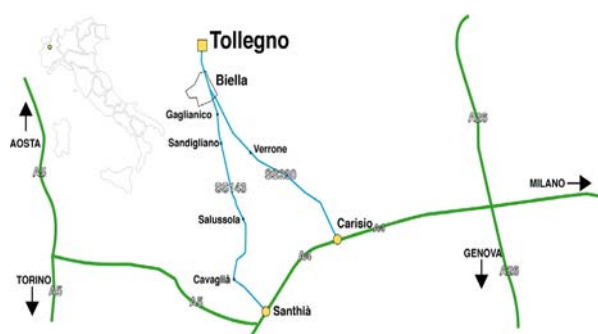 Tollegno
Biella
Gaglianico
A26
AOSTA
Sandigliano
Verrone
A5
SS230
MILANO
SS143
Salussola
Carisio
A4
A4
GENOVA
A26
TORINO
A5
Cavaglià
A5
Santhià